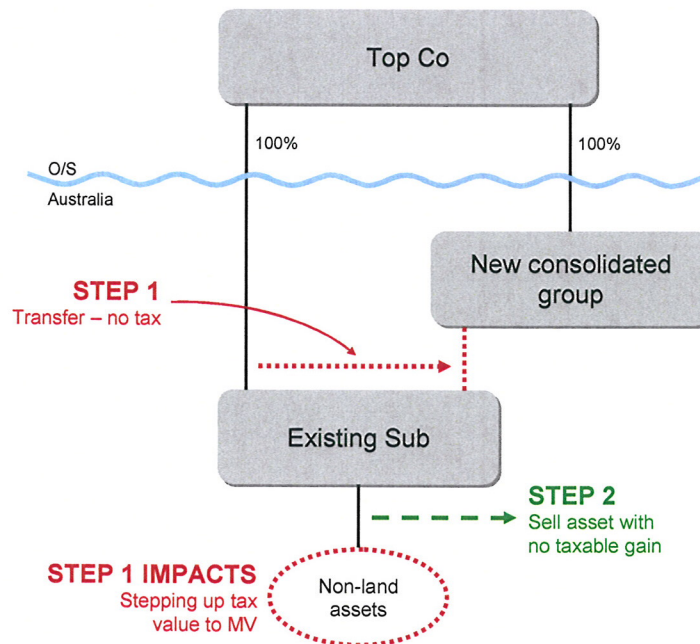 Top Co
100%
100%
O/S
Australia
New consolidated
group
STEP 1
Transfer – no tax
Existing Sub
STEP 2
Sell asset with
no taxable gain
STEP 1 IMPACTS
Stepping up tax
value to MV
Non-land
assets